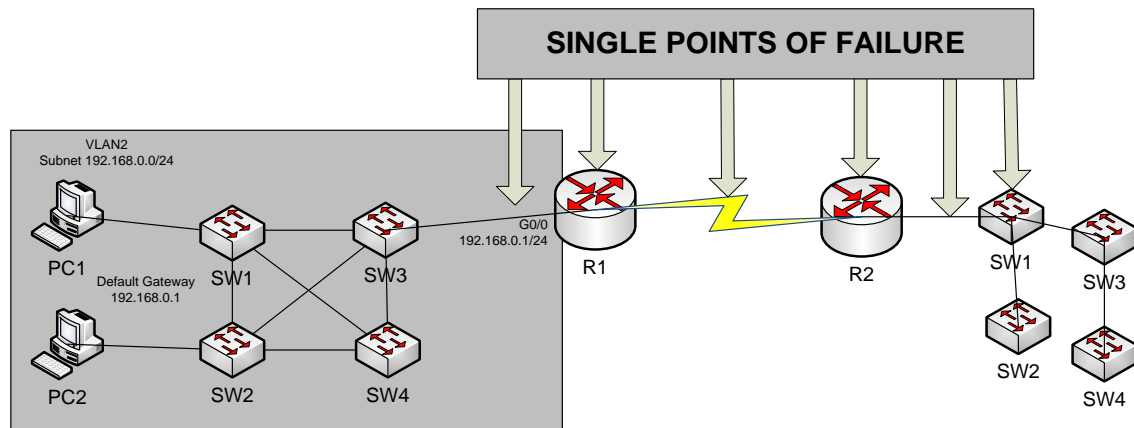 SINGLE POINTS OF FAILURE
VLAN2
Subnet 192.168.0.0/24
PC1
SW1
SW3
G0/0
192.168.0.1/24
R1
R2
SW1
SW3
Default Gateway
192.168.0.1
PC2
SW2
SW4
SW2
SW4